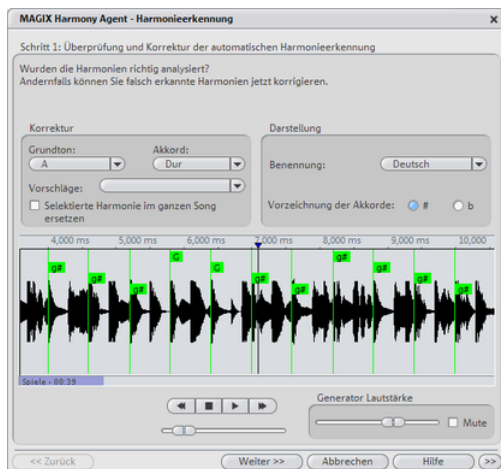 MAGIX Harmony Agent - Harmonieerkennung x
Schritt 1: Überprüfung und Korrektur der automatischen Harmonieerkennung
Wurden die Harmonien richtig analysiert?
Andernfalls können Sie falsch erkannte Harmonien jetzt korrigieren.
Korrektur
Grundton: Akkord:
A Dur
Vorschläge:
Selektierte Harmonie im ganzen Song
ersetzen
Darstellung
Benennung: Deutsch
Vorzeichnung der Akkorde: # b
4,000 ms 5,000 ms 6,000 ms 7,000 ms 8,000 ms 9,000 ms 10,000
g# g# g# G G g# g# g# g# g# g#
Spiele - 00:39
Generator Lautstärke
Mute
<< Zurück Weiter >> Abbrechen Hilfe >>